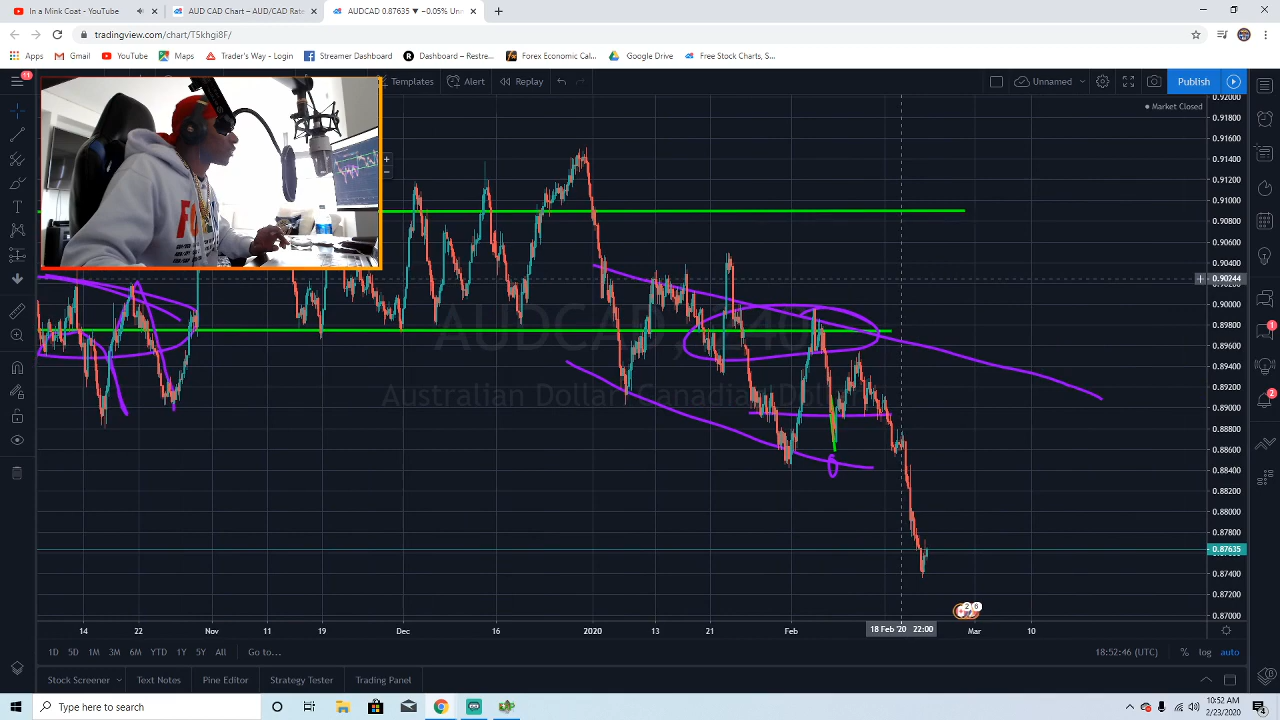 In a Mink Coat - YouTube
AUD CAD Chart – AUD/CAD Rate
AUDCAD 0.87635 ▼ −0.05% Un
tradingview.com/chart/T5khgi8F/
Apps
Gmail
YouTube
Maps
Trader's Way - Login
Streamer Dashboard
Dashboard – Restre...
Forex Economic Cal...
Google Drive
Free Stock Charts, S...
11
Templates
Alert
Replay
Unnamed
Publish
Market Closed
0.92000
0.91800
0.91600
0.91400
0.91200
0.91000
0.90800
0.90600
0.90400
0.90244
0.90000
0.89800
0.89600
0.89400
0.89200
0.89000
0.88800
0.88600
0.88400
0.88200
0.88000
0.87800
0.87635
0.87400
0.87200
0.87000
AUDCAD, 240
Australian Dollar/Canadian Dollar
1
2
2 6
14
22
Nov
11
19
Dec
16
2020
13
21
Feb
18 Feb '20 22:00
Mar
10
1D 5D 1M 3M 6M YTD 1Y 5Y All Go to...
18:52:46 (UTC) % log auto
Stock Screener
Text Notes
Pine Editor
Strategy Tester
Trading Panel
Type here to search
10:52 AM
2/23/2020